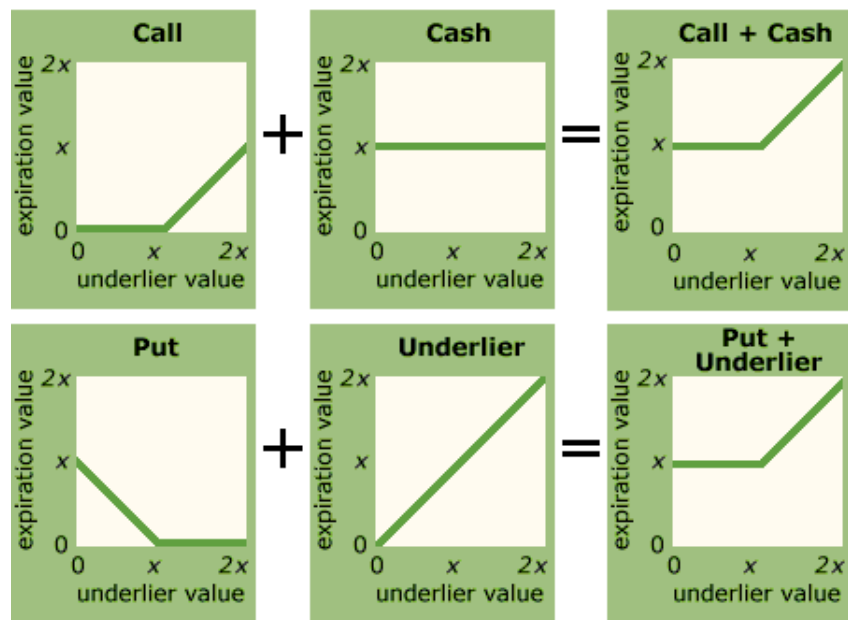 Call
expiration value
2x
x
0
0 x 2x
underlier value
+
Cash
expiration value
2x
x
0
0 x 2x
underlier value
=
Call + Cash
expiration value
2x
x
0
0 x 2x
underlier value
Put
expiration value
2x
x
0
0 x 2x
underlier value
+
Underlier
expiration value
2x
x
0
0 x 2x
underlier value
=
Put +
Underlier
expiration value
2x
x
0
0 x 2x
underlier value